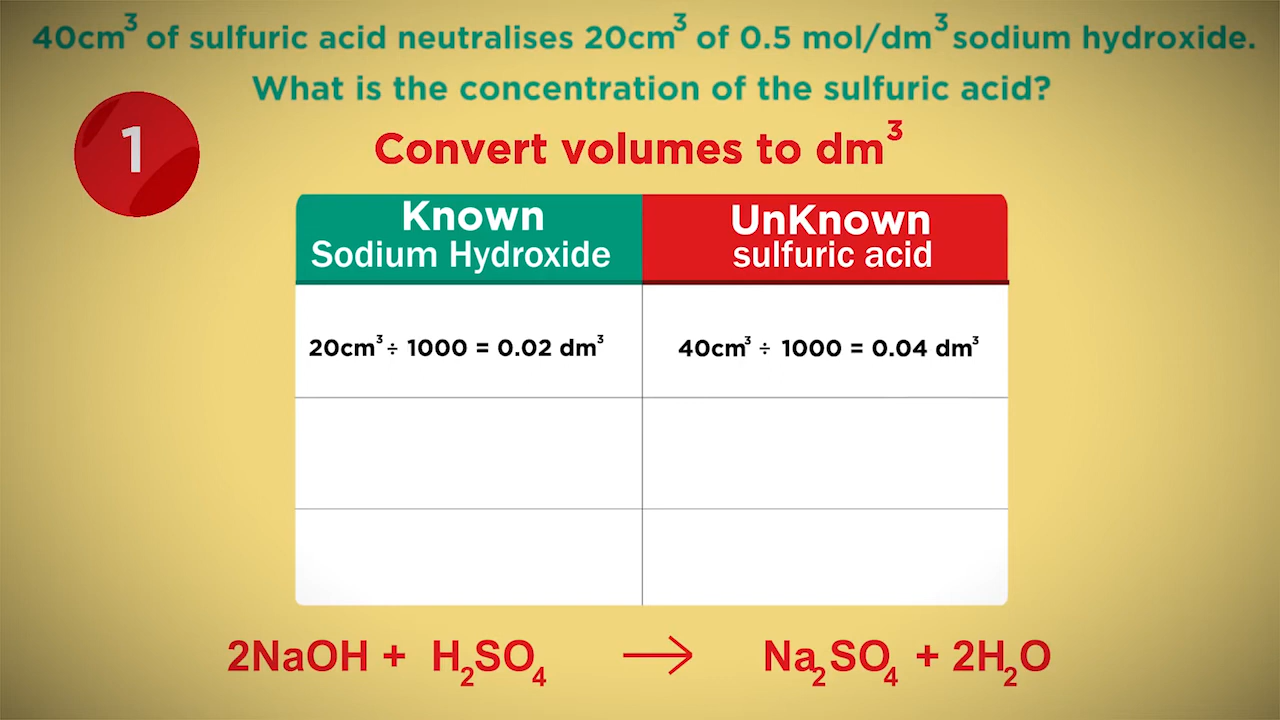 40cm³ of sulfuric acid neutralises 20cm³ of 0.5 mol/dm³ sodium hydroxide.
What is the concentration of the sulfuric acid?
1
Convert volumes to dm³
Known
Sodium Hydroxide
UnKnown
sulfuric acid
20cm³ ÷ 1000 = 0.02 dm³
40cm³ ÷ 1000 = 0.04 dm³
2NaOH + H₂SO₄ → Na₂SO₄ + 2H₂O